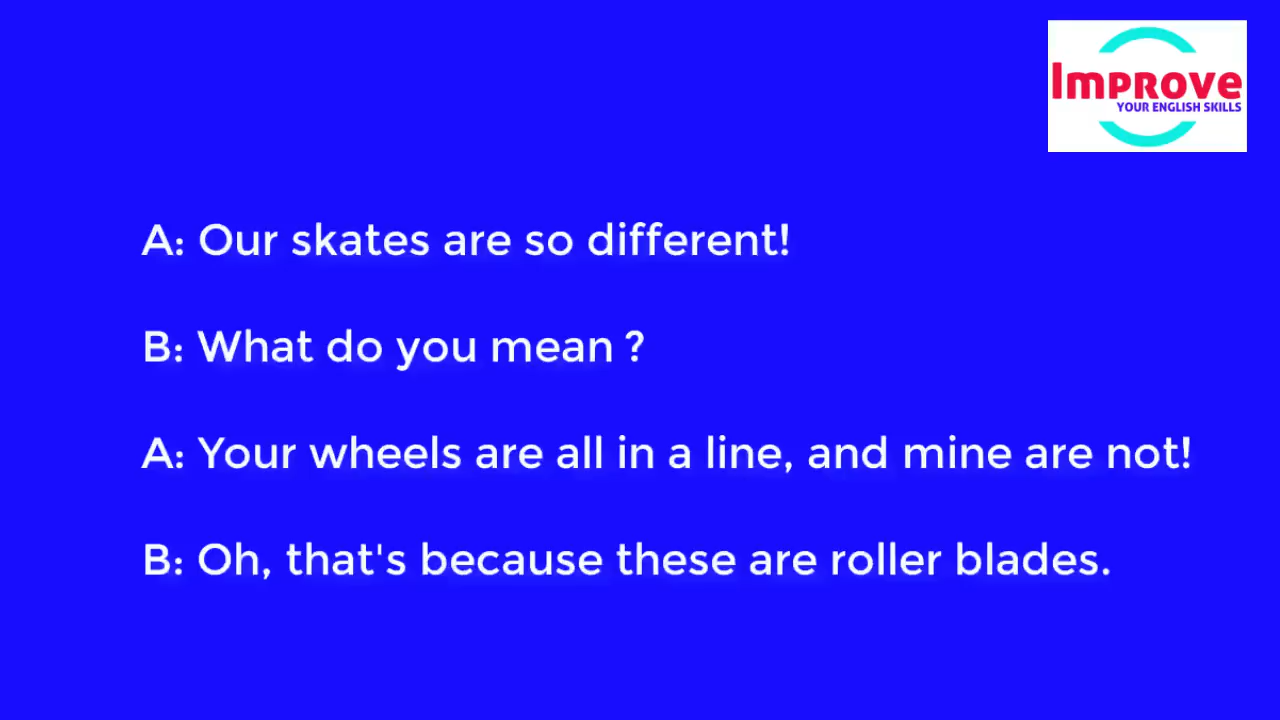 Improve
YOUR ENGLISH SKILLS
A: Our skates are so different!
B: What do you mean ?
A: Your wheels are all in a line, and mine are not!
B: Oh, that's because these are roller blades.